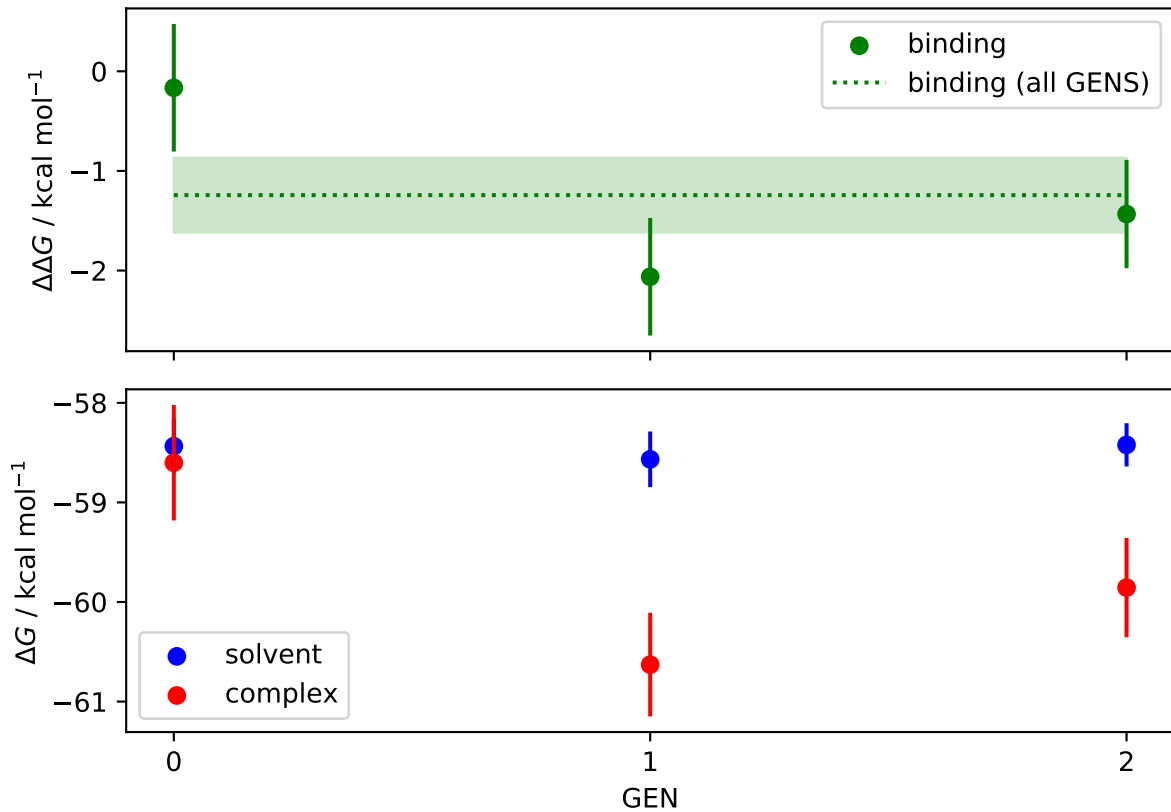 binding
binding (all GENS)
ΔΔG / kcal mol⁻¹
0
−1
−2
ΔG / kcal mol⁻¹
−58
−59
−60
−61
solvent
complex
0 1 2
GEN